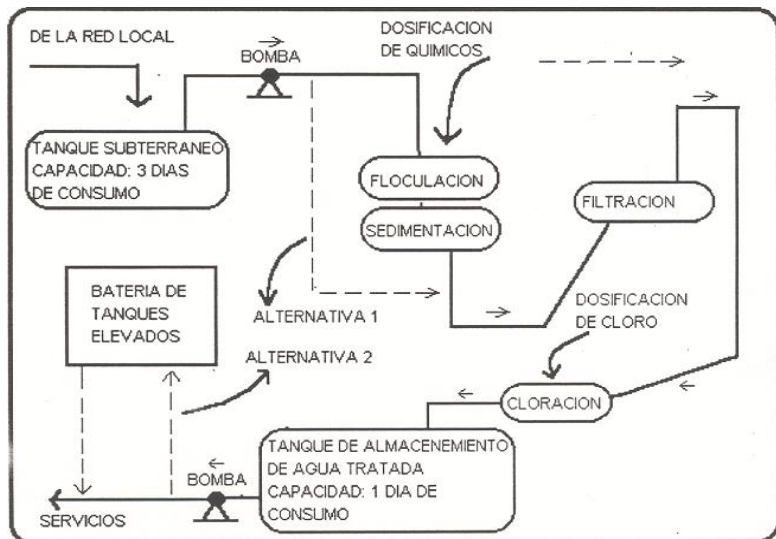 DE LA RED LOCAL
BOMBA
DOSIFICACION
DE QUIMICOS
TANQUE SUBTERRANEO
CAPACIDAD: 3 DIAS
DE CONSUMO
FLOCULACION
SEDIMENTACION
FILTRACION
BATERIA DE
TANQUES
ELEVADOS
ALTERNATIVA 1
ALTERNATIVA 2
DOSIFICACION
DE CLORO
CLORACION
TANQUE DE ALMACENEMIENTO
DE AGUA TRATADA
CAPACIDAD: 1 DIA DE
CONSUMO
BOMBA
SERVICIOS